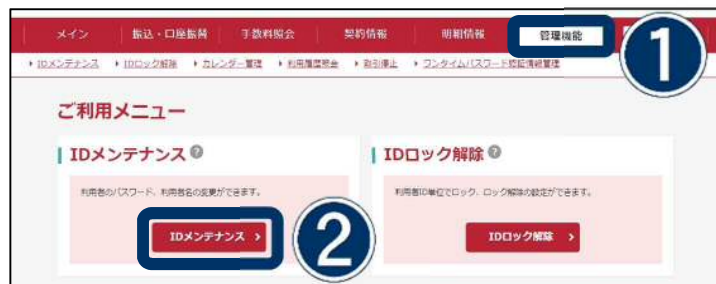 メイン 振込・口座振替 手数料照会 契約情報 明細情報 管理機能
1
IDメンテナンス IDロック解除 カレンダー管理 利用履歴照会 取引停止 ワンタイムパスワード認証情報管理
ご利用メニュー
IDメンテナンス ?
利用者のパスワード、利用者名の変更ができます。
IDメンテナンス >
2
IDロック解除 ?
利用者ID単位でロック、ロック解除の設定ができます。
IDロック解除 >